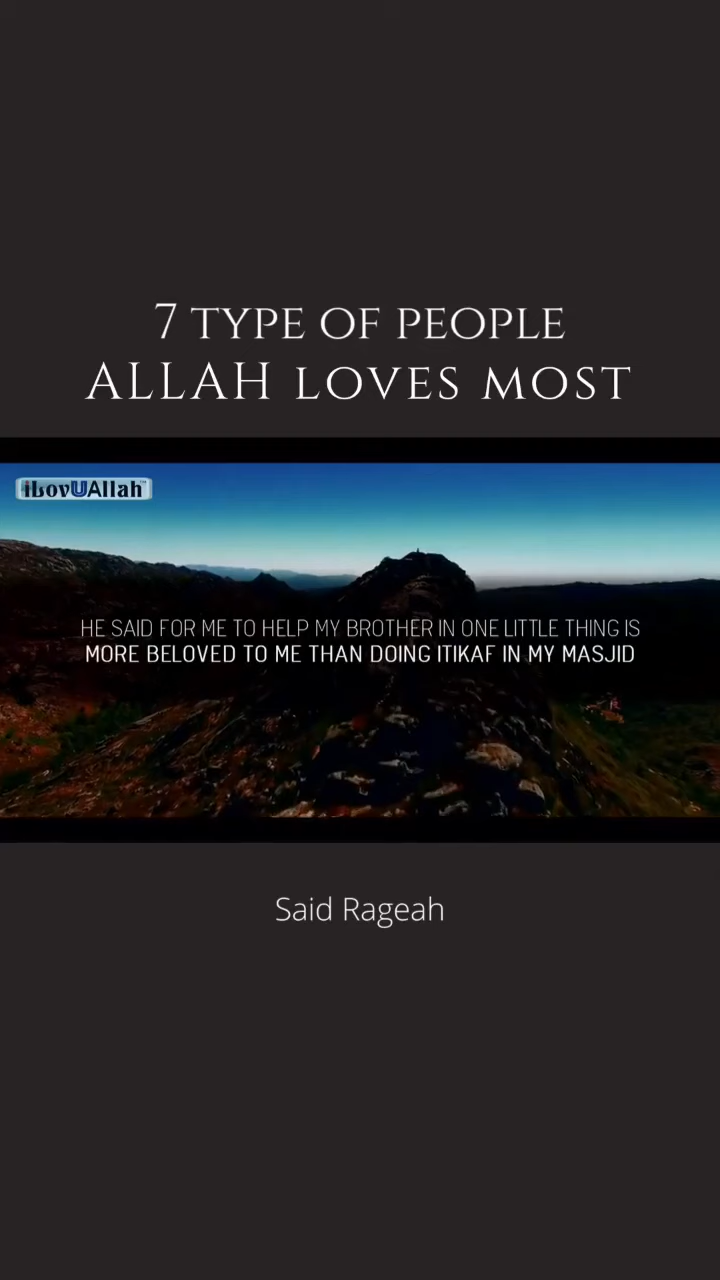 7 TYPE OF PEOPLE
ALLAH LOVES MOST
iLovUAllah™
HE SAID FOR ME TO HELP MY BROTHER IN ONE LITTLE THING IS
MORE BELOVED TO ME THAN DOING ITIKAF IN MY MASJID
Said Rageah